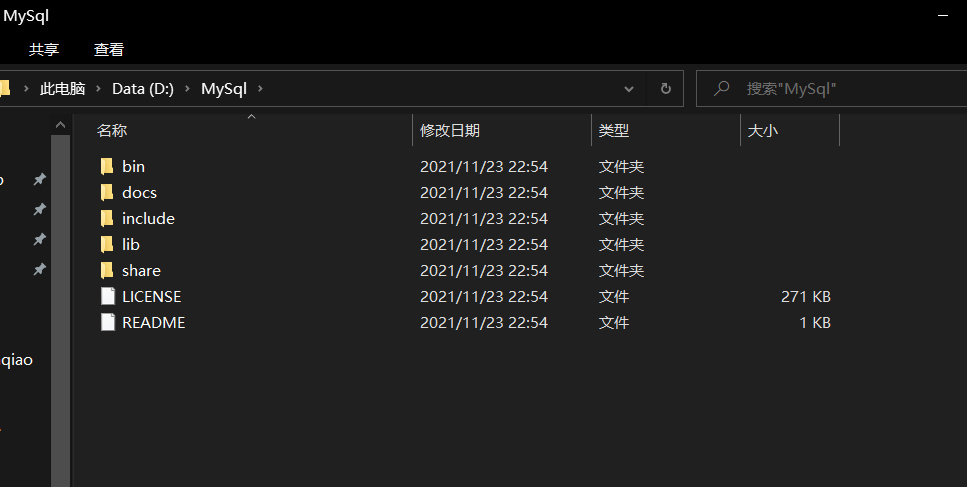 MySql
共享 查看
此电脑 Data (D:) MySql 搜索"MySql"
名称 修改日期 类型 大小
bin 2021/11/23 22:54 文件夹
docs 2021/11/23 22:54 文件夹
include 2021/11/23 22:54 文件夹
lib 2021/11/23 22:54 文件夹
share 2021/11/23 22:54 文件夹
LICENSE 2021/11/23 22:54 文件 271 KB
README 2021/11/23 22:54 文件 1 KB
qiao